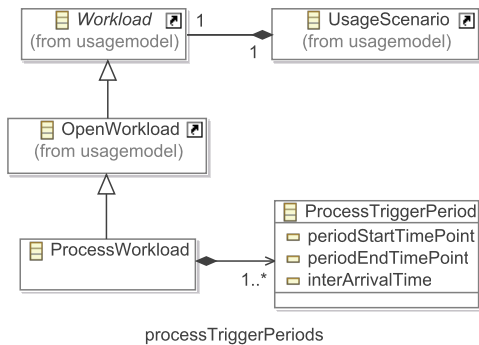 Workload
(from usagemodel)
1
1
UsageScenario
(from usagemodel)
OpenWorkload
(from usagemodel)
ProcessWorkload
1..*
ProcessTriggerPeriod
periodStartTimePoint
periodEndTimePoint
interArrivalTime
processTriggerPeriods